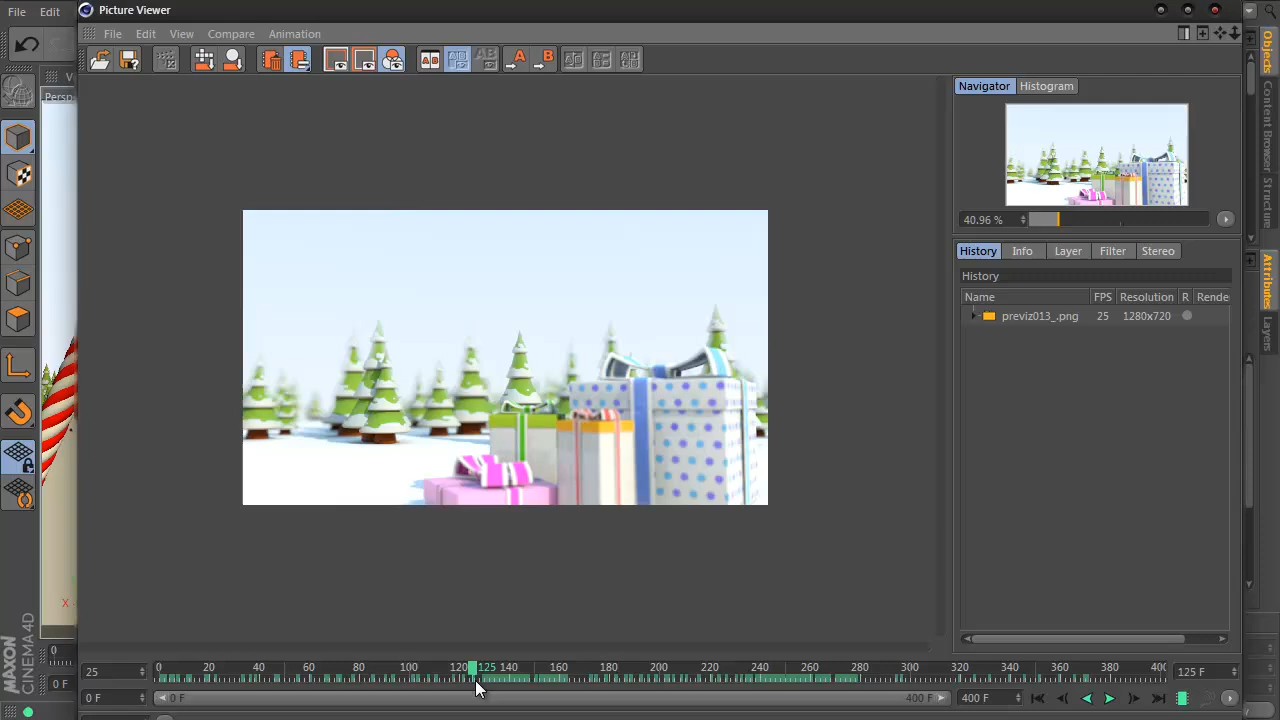 File Edit
Picture Viewer
File Edit View Compare Animation
Persp
Navigator Histogram
40.96 %
History Info Layer Filter Stereo
History
Name FPS Resolution R Rende
previz013_.png 25 1280x720
Objects
Content Browser
Structure
Attributes
Layers
X
MAXON
CINEMA 4D
0
0 F
25
0 20 40 60 80 100 120 125 140 160 180 200 220 240 260 280 300 320 340 360 380 400
125 F
0 F
0 F
400 F
400 F